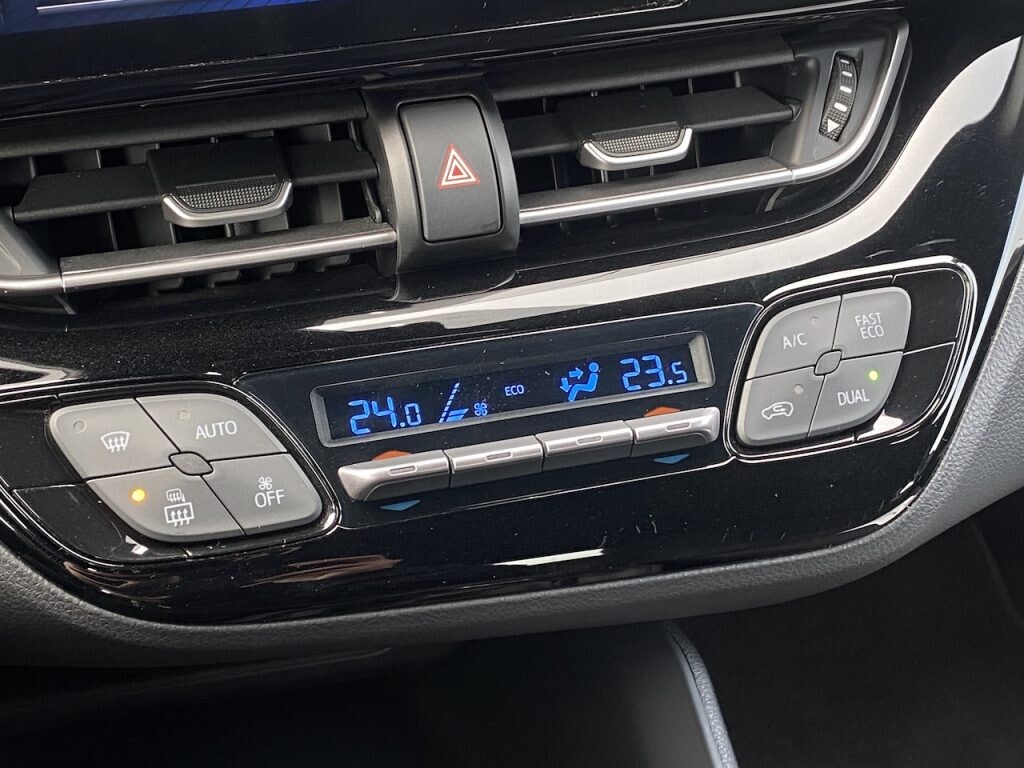 24.0
ECO
23.5
AUTO
OFF
A/C
FAST
ECO
DUAL